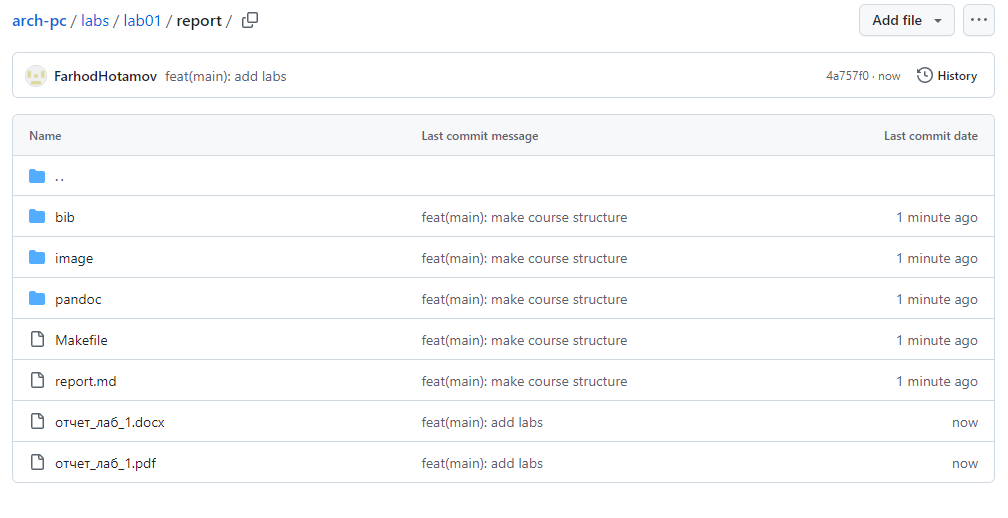 arch-pc / labs / lab01 / report /
Add file
FarhodHotamov feat(main): add labs
4a757f0 · now
History
Name Last commit message Last commit date
..
bib feat(main): make course structure 1 minute ago
image feat(main): make course structure 1 minute ago
pandoc feat(main): make course structure 1 minute ago
Makefile feat(main): make course structure 1 minute ago
report.md feat(main): make course structure 1 minute ago
отчет_лаб_1.docx feat(main): add labs now
отчет_лаб_1.pdf feat(main): add labs now